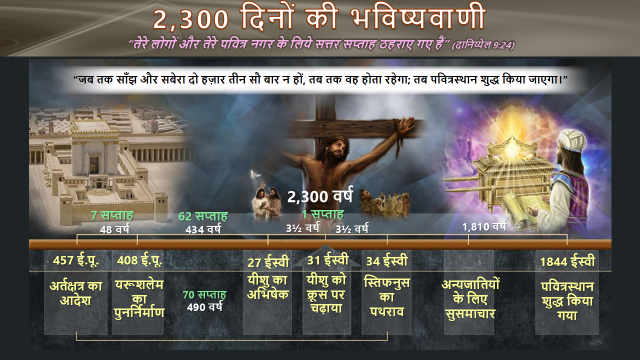 2,300 दिनों की भविष्यवाणी
“तेरे लोगों और तेरे पवित्र नगर के लिये सत्तर सप्ताह ठहराए गए हैं” (दानिय्येल 9:24)
“जब तक साँझ और सबेरा दो हज़ार तीन सौ बार न हों, तब तक वह होता रहेगा; तब पवित्रस्थान शुद्ध किया जाएगा।”
2,300 वर्ष
7 सप्ताह
48 वर्ष
62 सप्ताह
434 वर्ष
1 सप्ताह
3½ वर्ष
3½ वर्ष
1,810 वर्ष
457 ई.पू.
408 ई.पू.
27 ईस्वी
31 ईस्वी
34 ईस्वी
1844 ईस्वी
अर्तक्षत्र का
आदेश
यरूशलेम
का
पुनर्निर्माण
70 सप्ताह
490 वर्ष
यीशु का
अभिषेक
यीशु को
क्रूस पर
चढ़ाया
स्तिफनुस
का
पथराव
अन्यजातियों
के लिए
सुसमाचार
पवित्रस्थान
शुद्ध किया
गया